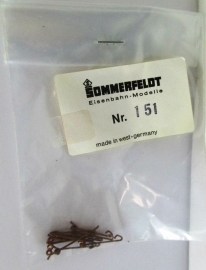 SOMMERFELDT
Eisenbahn-Modelle
Nr. 151
made in west-germany